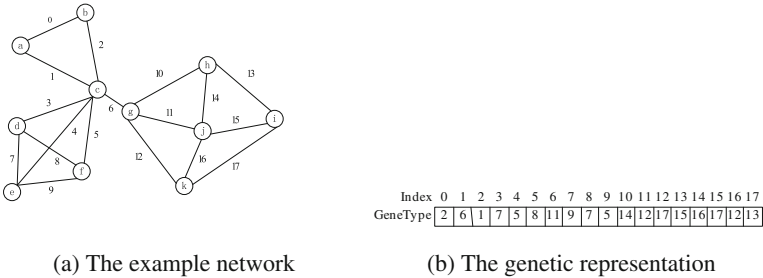 0
b
a
2
1
c
3
6
4
5
d
7
8
f
e
9
10
h
13
g
11
14
15
i
j
12
16
17
k
Index 0 1 2 3 4 5 6 7 8 9 10 11 12 13 14 15 16 17
GeneType 2 6 1 7 5 8 11 9 7 5 14 12 17 15 16 17 12 13
(a) The example network
(b) The genetic representation